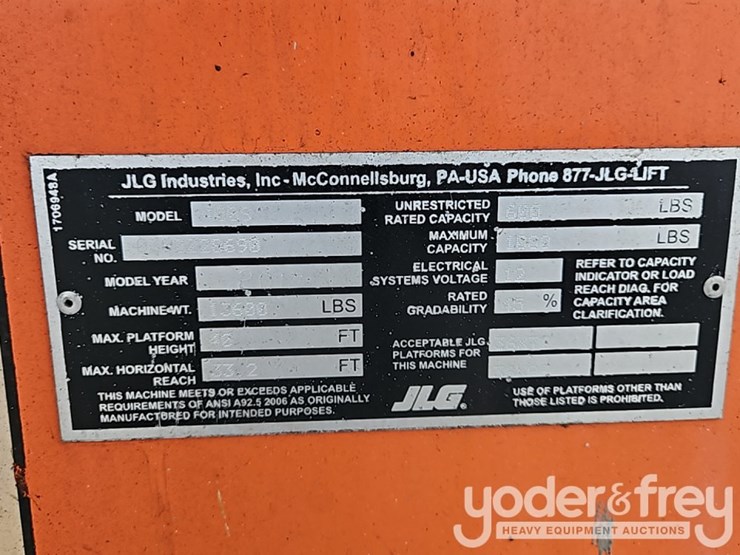 JLG Industries, Inc - McConnellsburg, PA-USA Phone 877-JLG-LIFT
1706948A
MODEL
SERIAL NO.
MODEL YEAR
MACHINE WT. LBS
MAX. PLATFORM HEIGHT FT
MAX. HORIZONTAL REACH FT
THIS MACHINE MEETS OR EXCEEDS APPLICABLE
REQUIREMENTS OF ANSI A92.5 2006 AS ORIGINALLY
MANUFACTURED FOR INTENDED PURPOSES.
UNRESTRICTED
RATED CAPACITY LBS
MAXIMUM
CAPACITY LBS
ELECTRICAL
SYSTEMS VOLTAGE 12
RATED
GRADABILITY %
REFER TO CAPACITY
INDICATOR OR LOAD
REACH DIAG. FOR
CAPACITY AREA
CLARIFICATION.
ACCEPTABLE JLG
PLATFORMS FOR
THIS MACHINE
JLG.
USE OF PLATFORMS OTHER THAN
THOSE LISTED IS PROHIBITED.
yoder&frey
HEAVY EQUIPMENT AUCTIONS